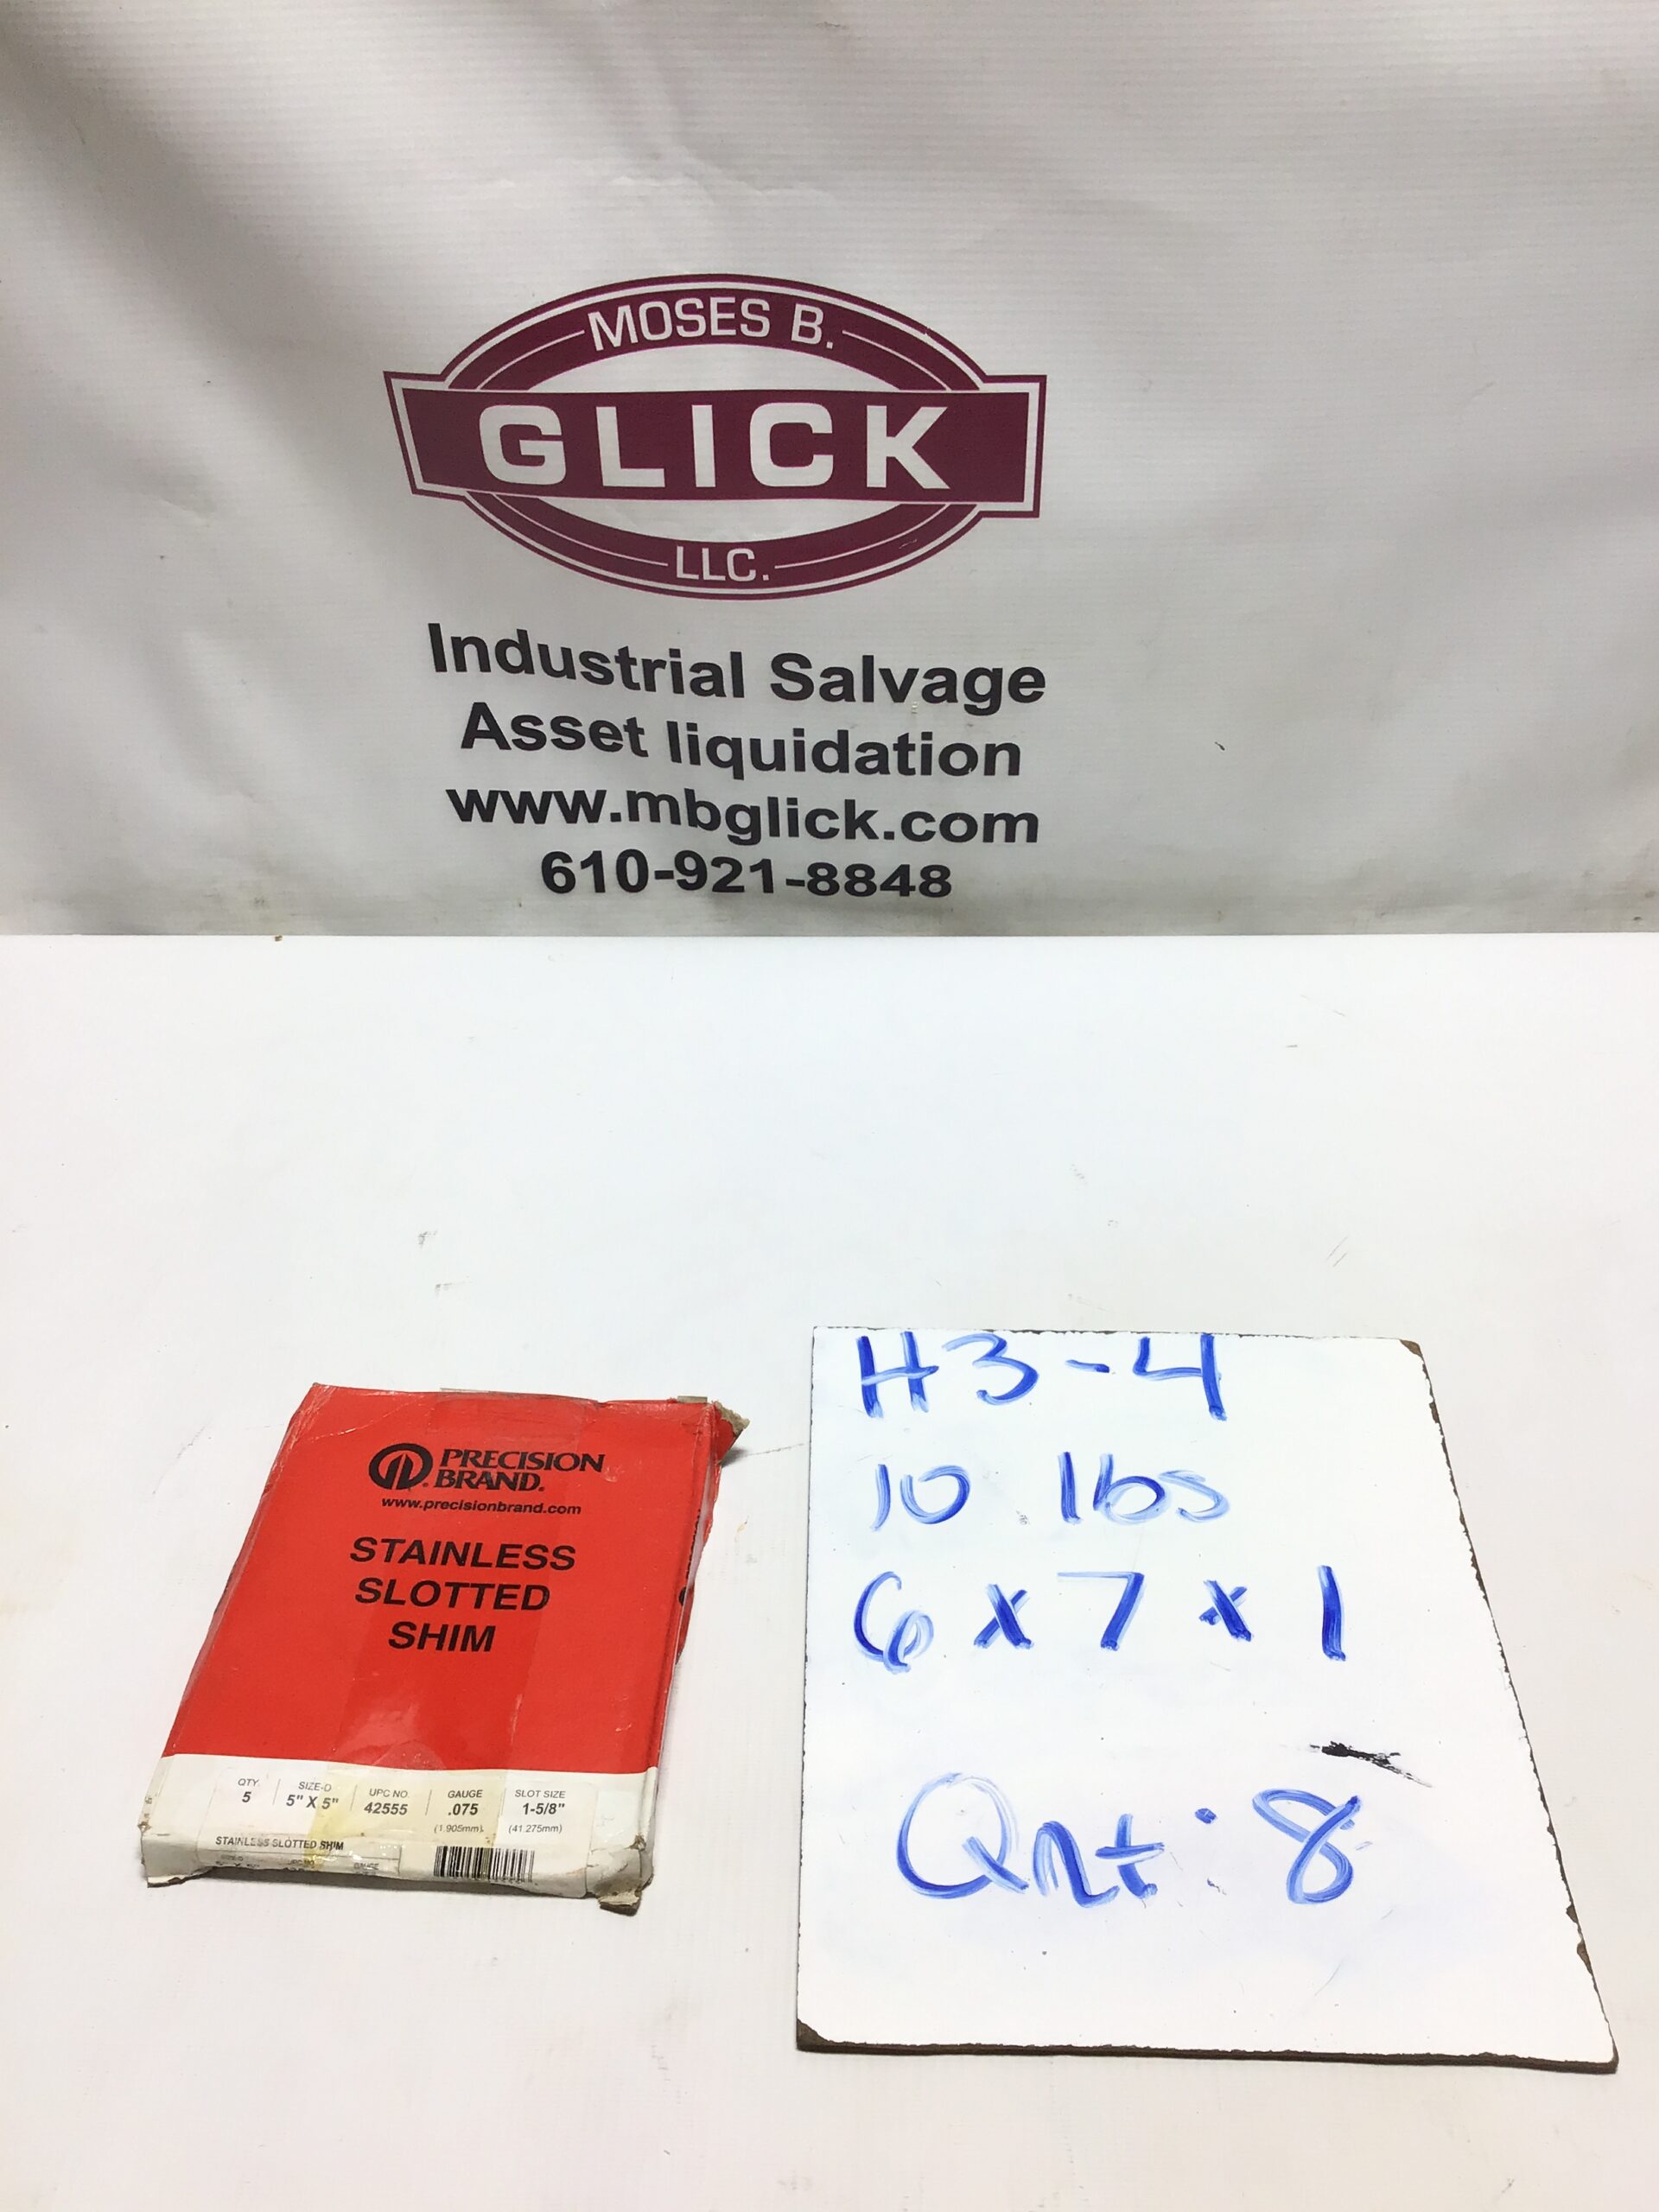 MOSES B.
GLICK
LLC.
Industrial Salvage
Asset liquidation
www.mbglick.com
610-921-8848
PRECISION
BRAND.
www.precisionbrand.com
STAINLESS
SLOTTED
SHIM
QTY. SIZE-D UPC NO. GAUGE SLOT SIZE
5 5" X 5" 42555 .075 1-5/8"
(1.905mm) (41.275mm)
STAINLESS SLOTTED SHIM
GAUGE
H3-4
10 lbs
6 x 7 x 1
Qnt: 8